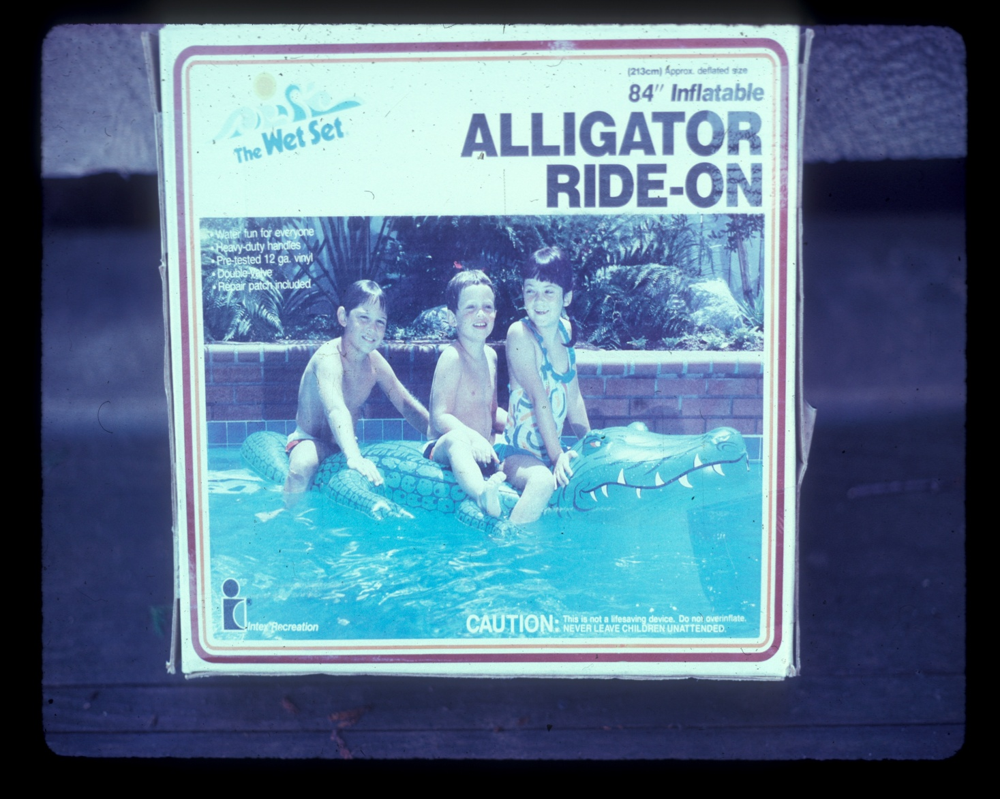 The Wet Set
(213cm) Approx. deflated size
84" Inflatable
ALLIGATOR
RIDE-ON
• Water fun for everyone
• Heavy-duty handles
• Pre-tested 12 ga. vinyl
• Double-Valve
• Repair patch included
®
Intex Recreation
CAUTION: This is not a lifesaving device. Do not overinflate.
NEVER LEAVE CHILDREN UNATTENDED.